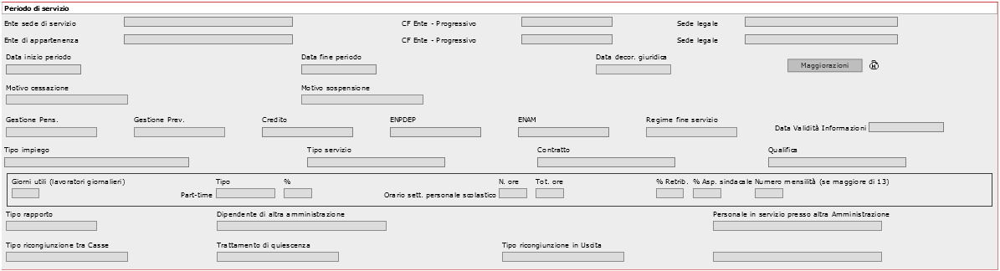 Periodo di servizio
Ente sede di servizio CF Ente - Progressivo Sede legale
Ente di appartenenza CF Ente - Progressivo Sede legale
Data inizio periodo Data fine periodo Data decor. giuridica
Maggiorazioni N
Motivo cessazione Motivo sospensione
Gestione Pens. Gestione Prev. Credito ENPDEP ENAM Regime fine servizio
Data Validità Informazioni
Tipo impiego Tipo servizio Contratto Qualifica
Giorni utili (lavoratori giornalieri) Tipo % N. ore Tot. ore % Retrib. % Asp. sindacale Numero mensilità (se maggiore di 13)
Part-time Orario sett. personale scolastico
Tipo rapporto Dipendente di altra amministrazione Personale in servizio presso altra Amministrazione
Tipo ricongiunzione tra Casse Trattamento di quiescenza Tipo ricongiunzione in Uscita